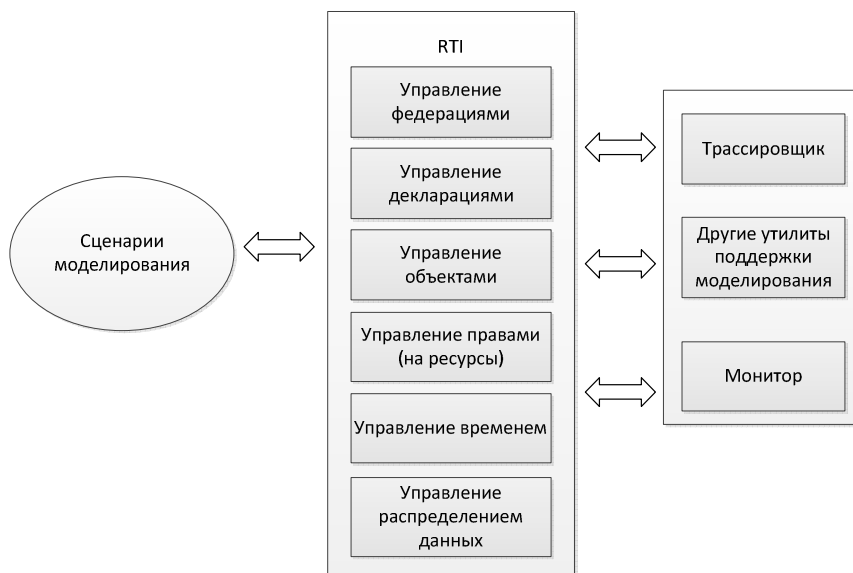 Сценарии
моделирования
RTI
Управление
федерациями
Управление
декларациями
Управление
объектами
Управление правами
(на ресурсы)
Управление временем
Управление
распределением
данных
Трассировщик
Другие утилиты
поддержки
моделирования
Монитор